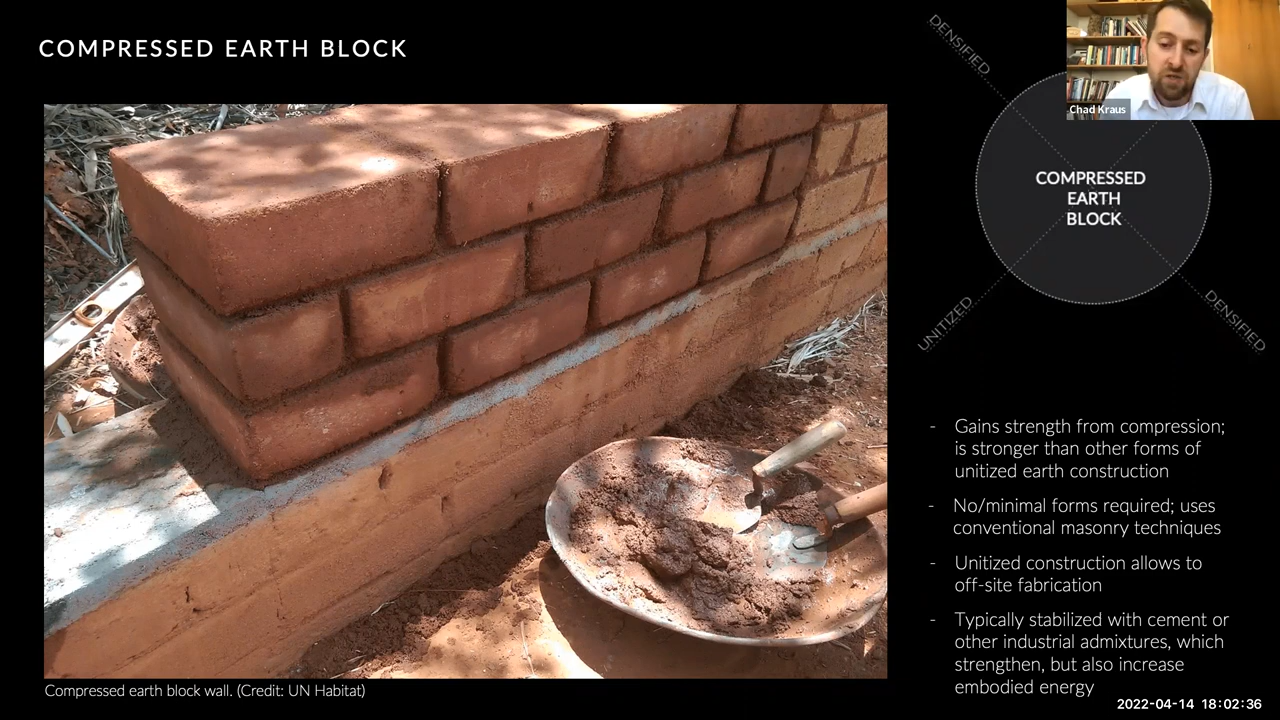 COMPRESSED EARTH BLOCK
DENSIFIED
Chad Kraus
COMPRESSED
EARTH
BLOCK
UNITIZED
DENSIFIED
- Gains strength from compression;
is stronger than other forms of
unitized earth construction
- No/minimal forms required; uses
conventional masonry techniques
- Unitized construction allows to
off-site fabrication
- Typically stabilized with cement or
other industrial admixtures, which
strengthen, but also increase
embodied energy
Compressed earth block wall. (Credit: UN Habitat)
2022-04-14 18:02:36